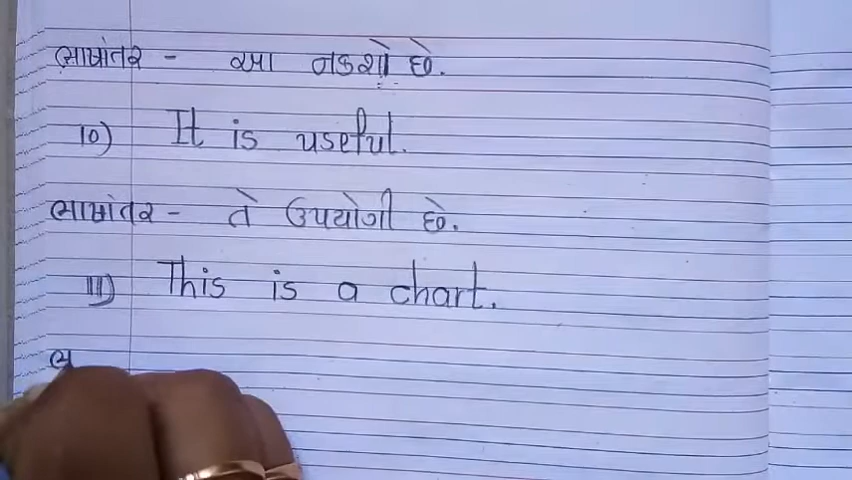 ભાષાંતર - આ નકશો છે.
10) It is useful.
ભાષાંતર - તે ઉપયોગી છે.
11) This is a chart.
ભ